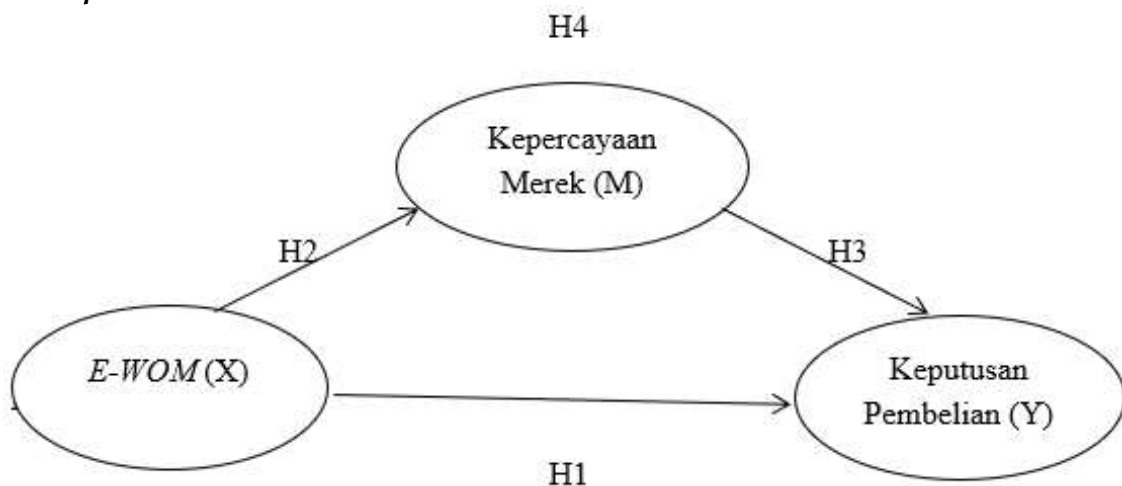 H4
Kepercayaan
Merek (M)
H2
H3
E-WOM (X)
Keputusan
Pembelian (Y)
H1